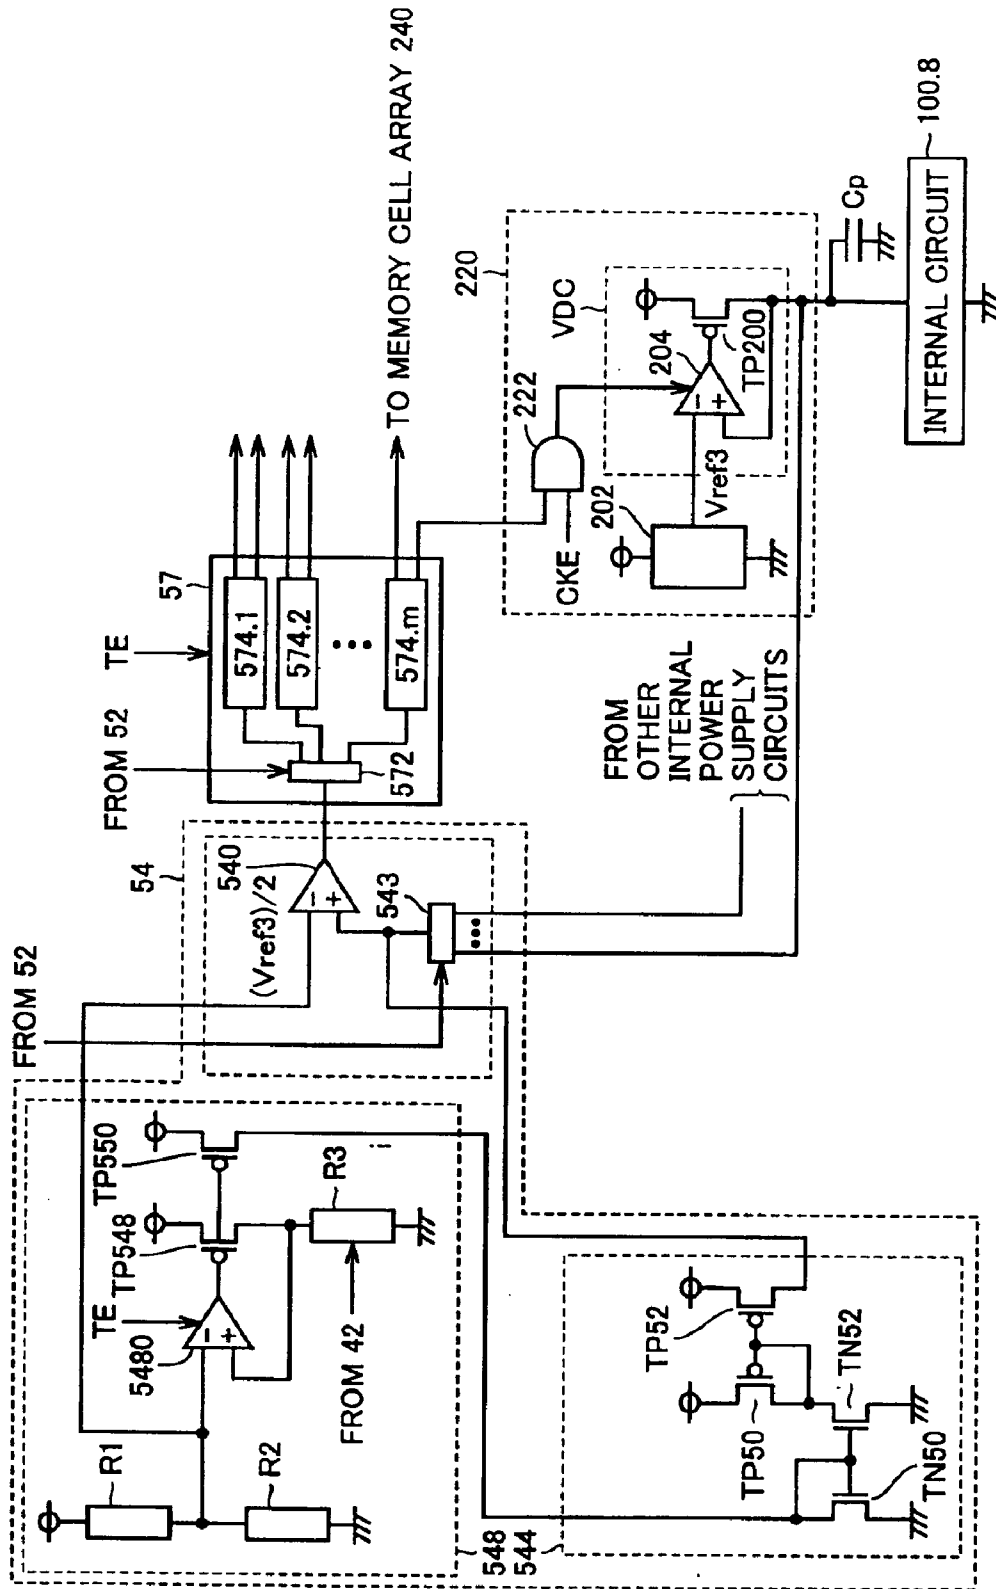 FROM 52
54
FROM 52
TE
57
574.1
574.2
574.m
572
TO MEMORY CELL ARRAY 240
540
(Vref3)/2
543
TE
5480
TP548
TP550
R1
R2
R3
FROM 42
i
548
544
TP52
TP50
TN52
TN50
FROM
OTHER
INTERNAL
POWER
SUPPLY
CIRCUITS
220
222
CKE
VDC
202
Vref3
204
TP200
Cp
INTERNAL CIRCUIT
100.8